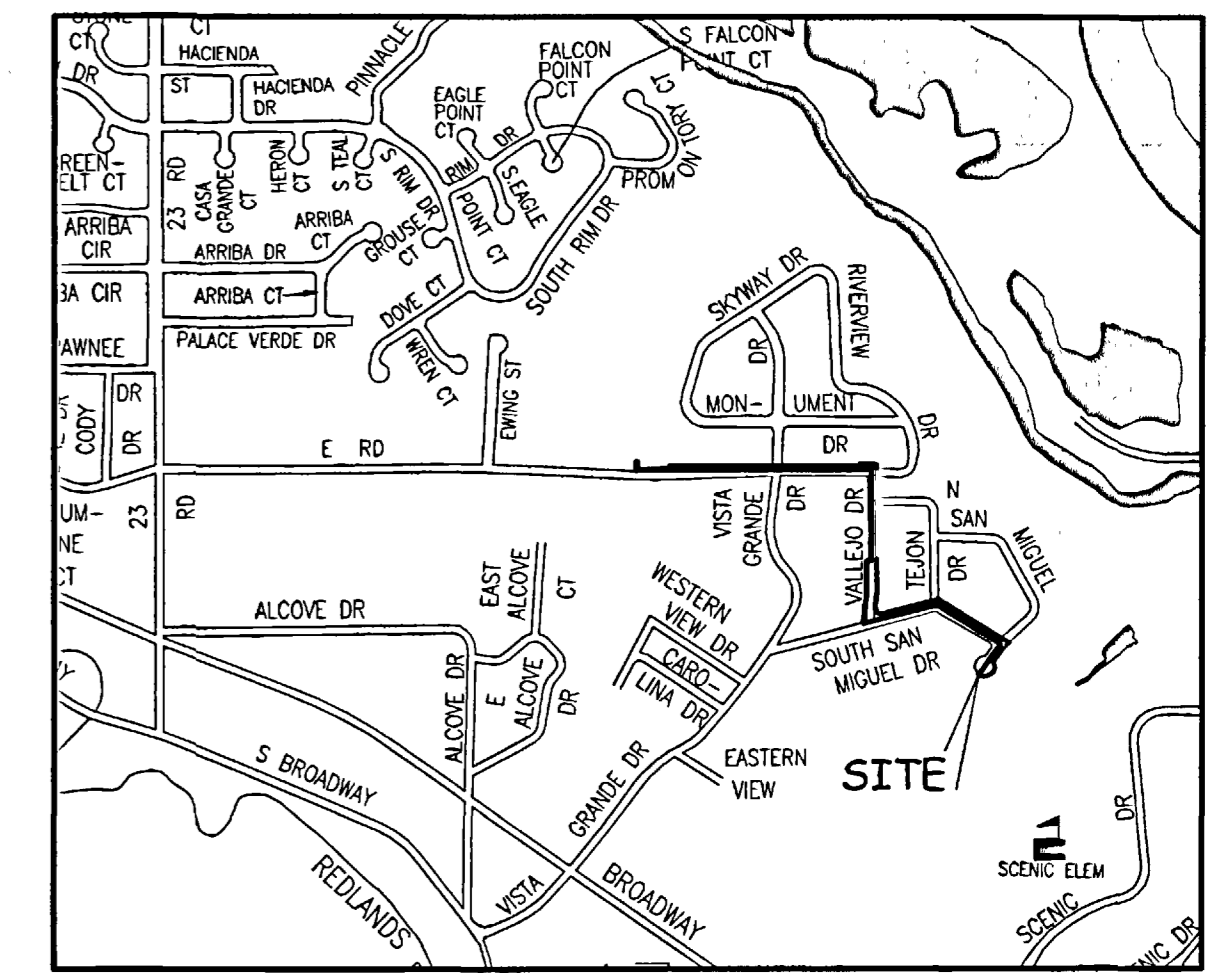 CT
CT
HACIENDA
DR
ST
HACIENDA
DR
PINNACLE
FALCON
POINT
CT
S FALCON
POINT CT
EAGLE
POINT
CT
RIM DR
NO TORY CT
PROM
23 RD
ELT CT
CASA
GRANDE
CT
HERON
CT
S TEAL
CT
S RIM DR
S EAGLE
POINT CT
ARRIBA
CIR
ARRIBA
CT
ARRIBA DR
GROUSE
CT
SOUTH RIM DR
ARRIBA CT
DOVE CT
SKYWAY DR
RIVERVIEW
DR
PALACE VERDE DR
WREN CT
DR
CODY
DR
DR
EWING ST
MON-
UMENT
DR
E RD
23
RD
VISTA
GRANDE
DR
VALLEJO DR
N
SAN
MIGUEL
TEJON
DR
CT
ALCOVE DR
EAST
ALCOVE
CT
WESTERN
VIEW DR
CARO-
LINA DR
SOUTH SAN
MIGUEL DR
ALCOVE DR
E
ALCOVE
DR
S BROADWAY
GRANDE DR
EASTERN
VIEW
SITE
VISTA
BROADWAY
REDLANDS
SCENIC ELEM
SCENIC
DR
DR